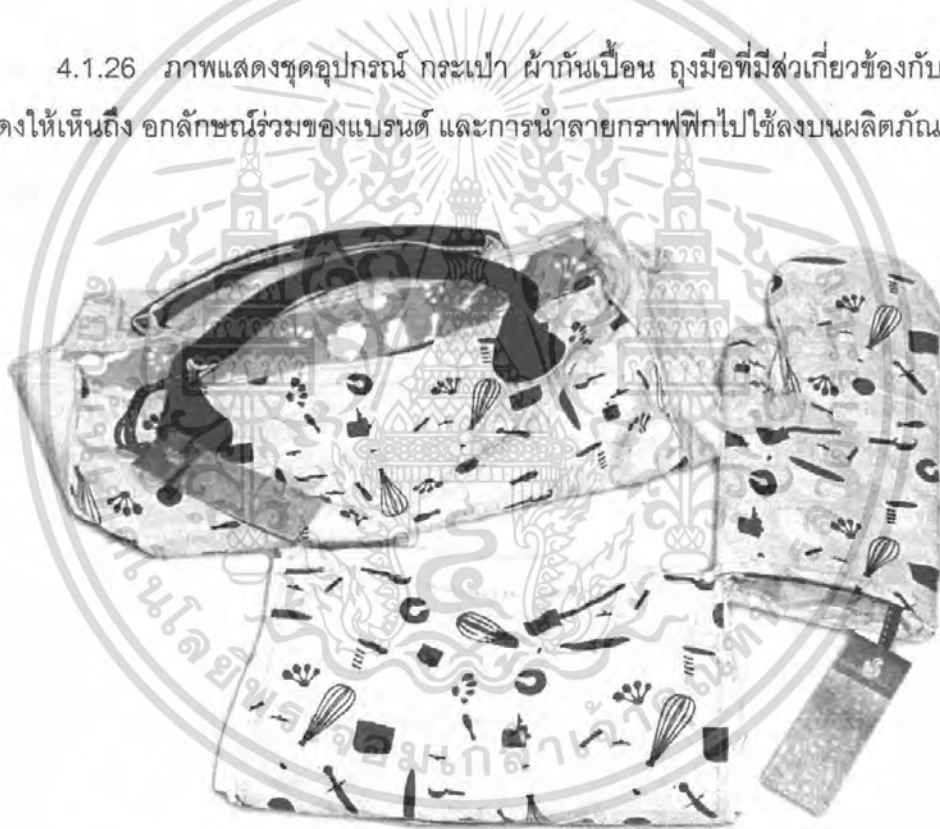 4.1.26 ภาพแสดงชุดอุปกรณ์ กระเป๋า ผ้ากันเปื้อน ถุงมือที่มีส่วเกี่ยวข้องกับ
ดงให้เห็นถึง อกลักษณ์ร่วมของแบรนด์ และการนำลายกราฟฟิกไปใช้ลงบนผลิตภัณ